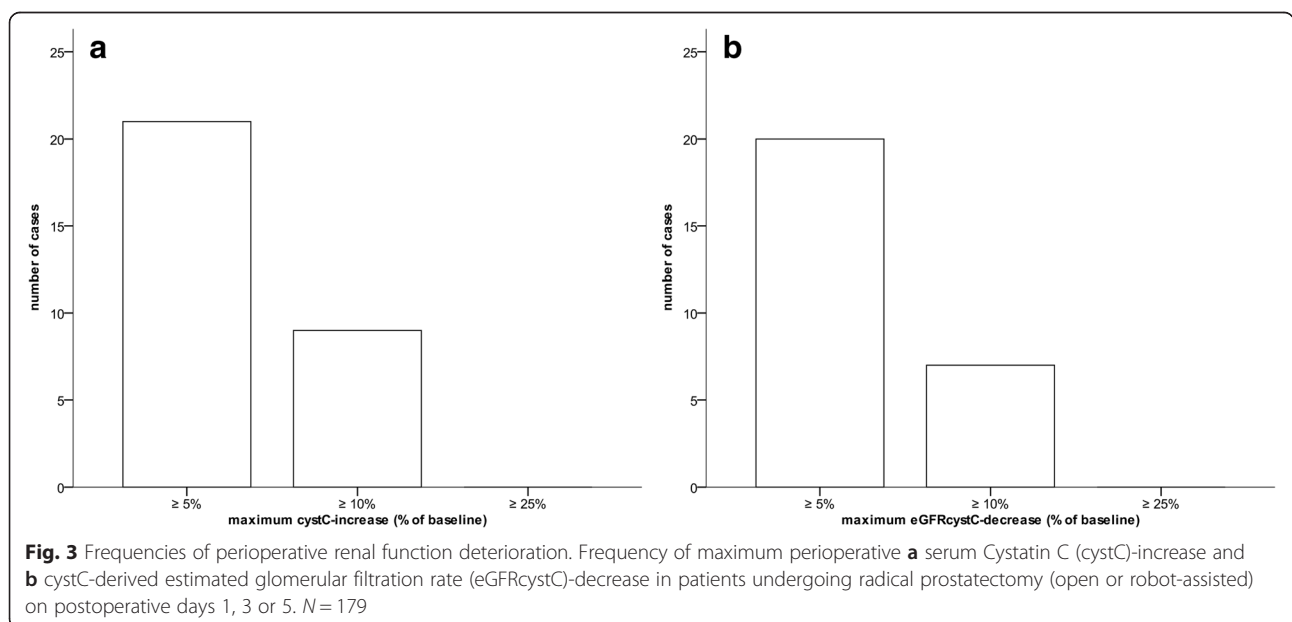 a
25
20
15
10
5
0
number of cases
≥ 5%
≥ 10%
≥ 25%
maximum cystC-increase (% of baseline)
b
25
20
15
10
5
0
number of cases
≥ 5%
≥ 10%
≥ 25%
maximum eGFRcystC-decrease (% of baseline)
Fig. 3 Frequencies of perioperative renal function deterioration. Frequency of maximum perioperative a serum Cystatin C (cystC)-increase and
b cystC-derived estimated glomerular filtration rate (eGFRcystC)-decrease in patients undergoing radical prostatectomy (open or robot-assisted)
on postoperative days 1, 3 or 5. N = 179